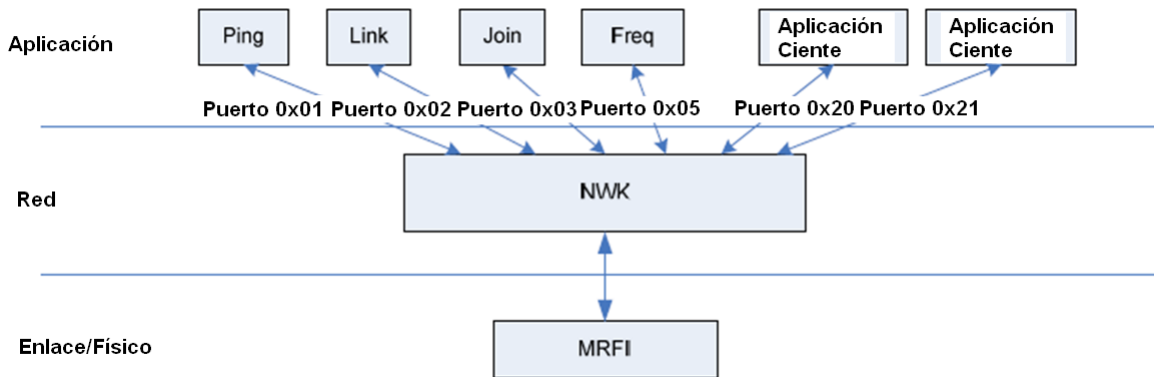 Aplicación
Ping
Link
Join
Freq
Aplicación
Ciente
Aplicación
Ciente
Puerto 0x01
Puerto 0x02
Puerto 0x03
Puerto 0x05
Puerto 0x20
Puerto 0x21
Red
NWK
Enlace/Físico
MRFI